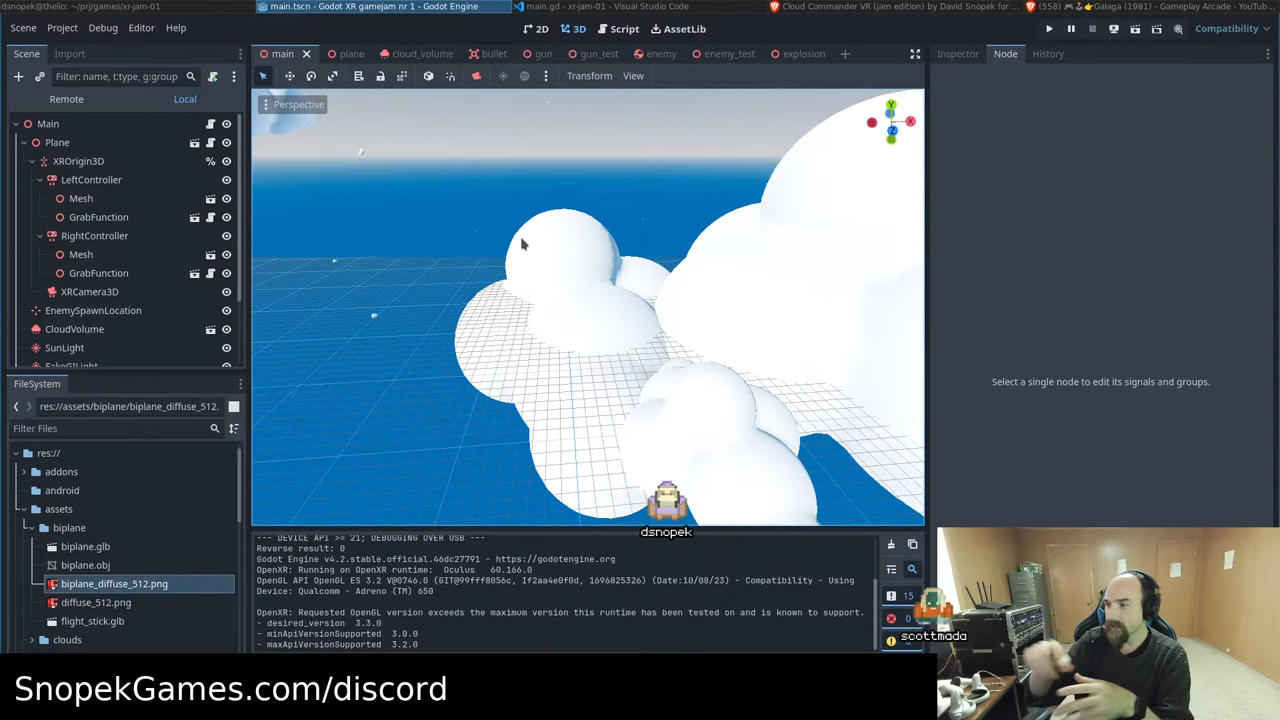 dsnopek@thelio: ~/prj/games/xr-jam-01
main.tscn - Godot XR gamejam nr 1 - Godot Engine
main.gd - xr-jam-01 - Visual Studio Code
Cloud Commander VR (jam edition) by David Snopek for ...
(558) 🕹️👉Galaga (1981) - Gameplay Arcade - YouTub...
Scene Project Debug Editor Help
2D 3D Script AssetLib
Compatibility
Scene Import
main plane cloud_volume bullet gun gun_test enemy enemy_test explosion
Inspector Node History
Filter: name, t:type, g:group
Transform View
Remote Local
Perspective
Y
X
Z
Main
Plane
XROrigin3D
LeftController
Mesh
GrabFunction
RightController
Mesh
GrabFunction
XRCamera3D
EnemySpawnLocation
CloudVolume
SunLight
FakeGILight
Select a single node to edit its signals and groups.
FileSystem
res://assets/biplane/biplane_diffuse_512.
Filter Files
res://
addons
android
assets
biplane
biplane.glb
biplane.obj
biplane_diffuse_512.png
diffuse_512.png
flight_stick.glb
clouds
dsnopek
--- DEVICE API >= 21; DEBUGGING OVER USB ---
Reverse result: 0
Godot Engine v4.2.stable.official.46dc27791 - https://godotengine.org
OpenXR: Running on OpenXR runtime:  Oculus   60.166.0
OpenGL API OpenGL ES 3.2 V@0746.0 (GIT@99fff8056c, If2aa4e0f0d, 1696825326) (Date:10/08/23) - Compatibility - Using
Device: Qualcomm - Adreno (TM) 650
OpenXR: Requested OpenGL version exceeds the maximum version this runtime has been tested on and is known to support.
- desired_version  3.3.0
- minApiVersionSupported  3.0.0
- maxApiVersionSupported  3.2.0
15
0
scottmada
SnopekGames.com/discord